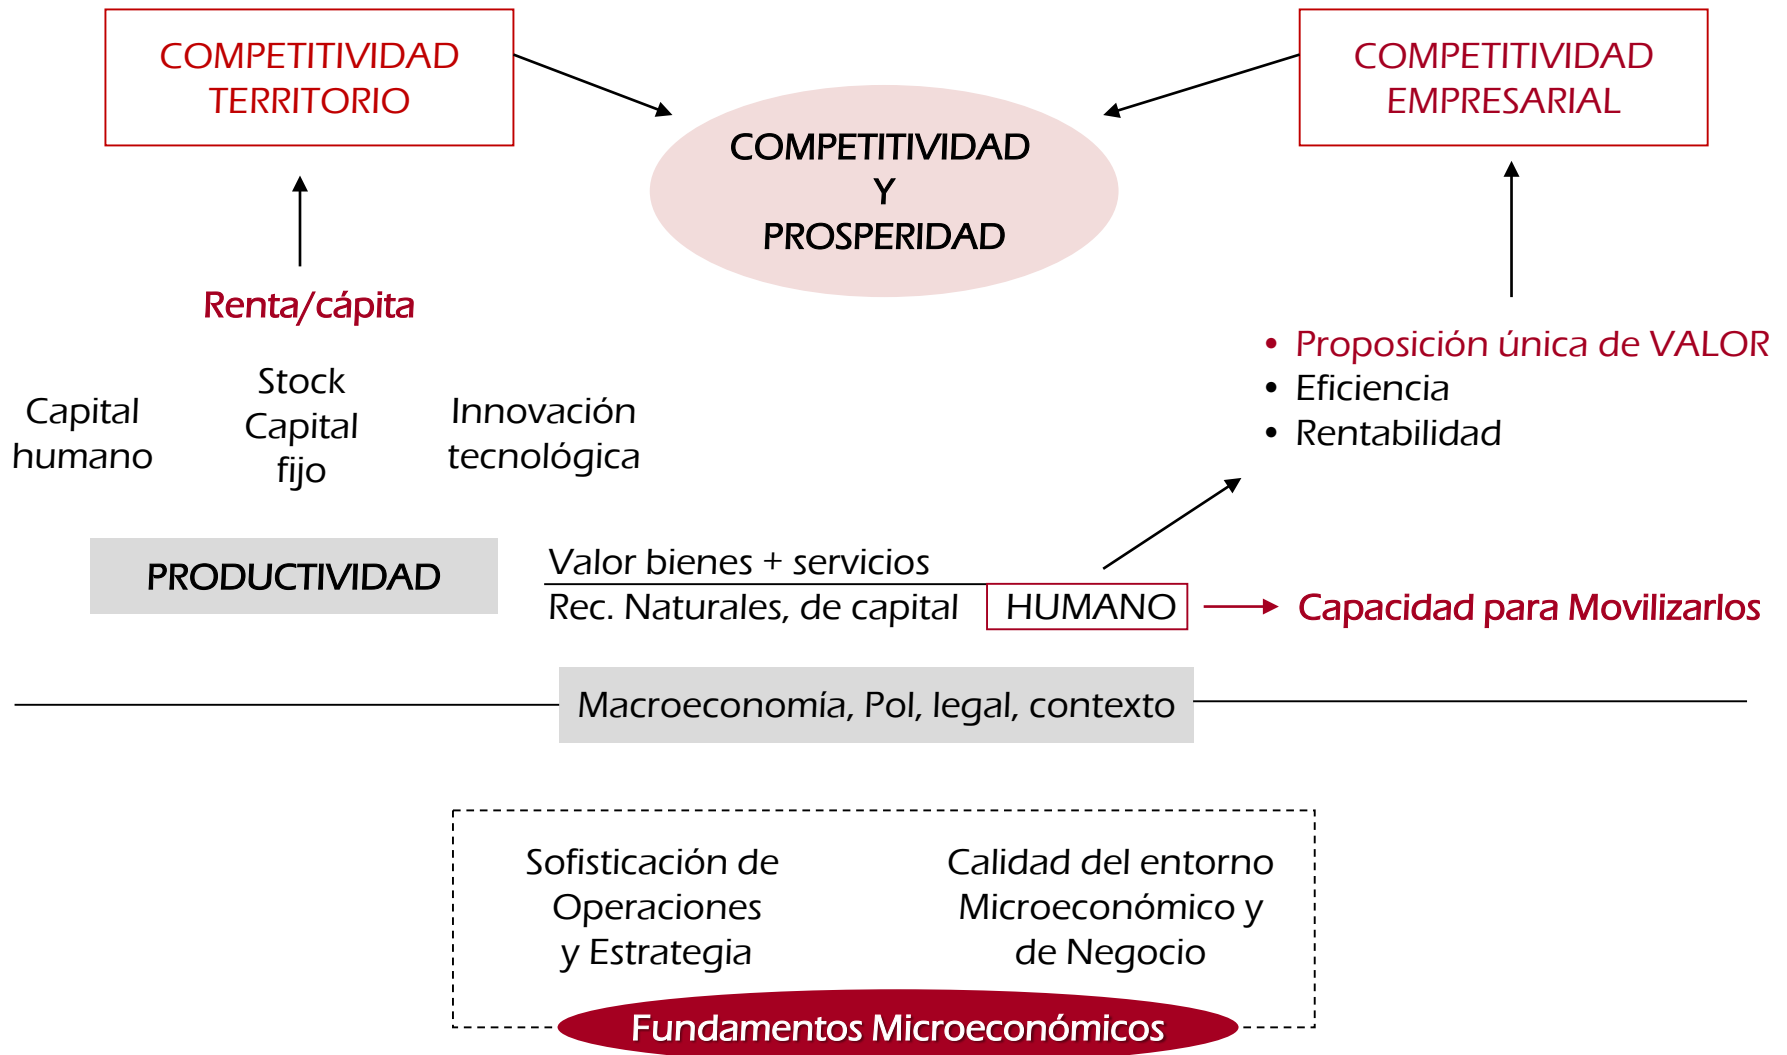 COMPETITIVIDAD
TERRITORIO
COMPETITIVIDAD
Y
PROSPERIDAD
COMPETITIVIDAD
EMPRESARIAL
Renta/cápita
Capital
humano
Stock
Capital
fijo
Innovación
tecnológica
• Proposición única de VALOR
• Eficiencia
• Rentabilidad
PRODUCTIVIDAD
Valor bienes + servicios
Rec. Naturales, de capital HUMANO
Capacidad para Movilizarlos
Macroeconomía, Pol, legal, contexto
Sofisticación de
Operaciones
y Estrategia
Calidad del entorno
Microeconómico y
de Negocio
Fundamentos Microeconómicos